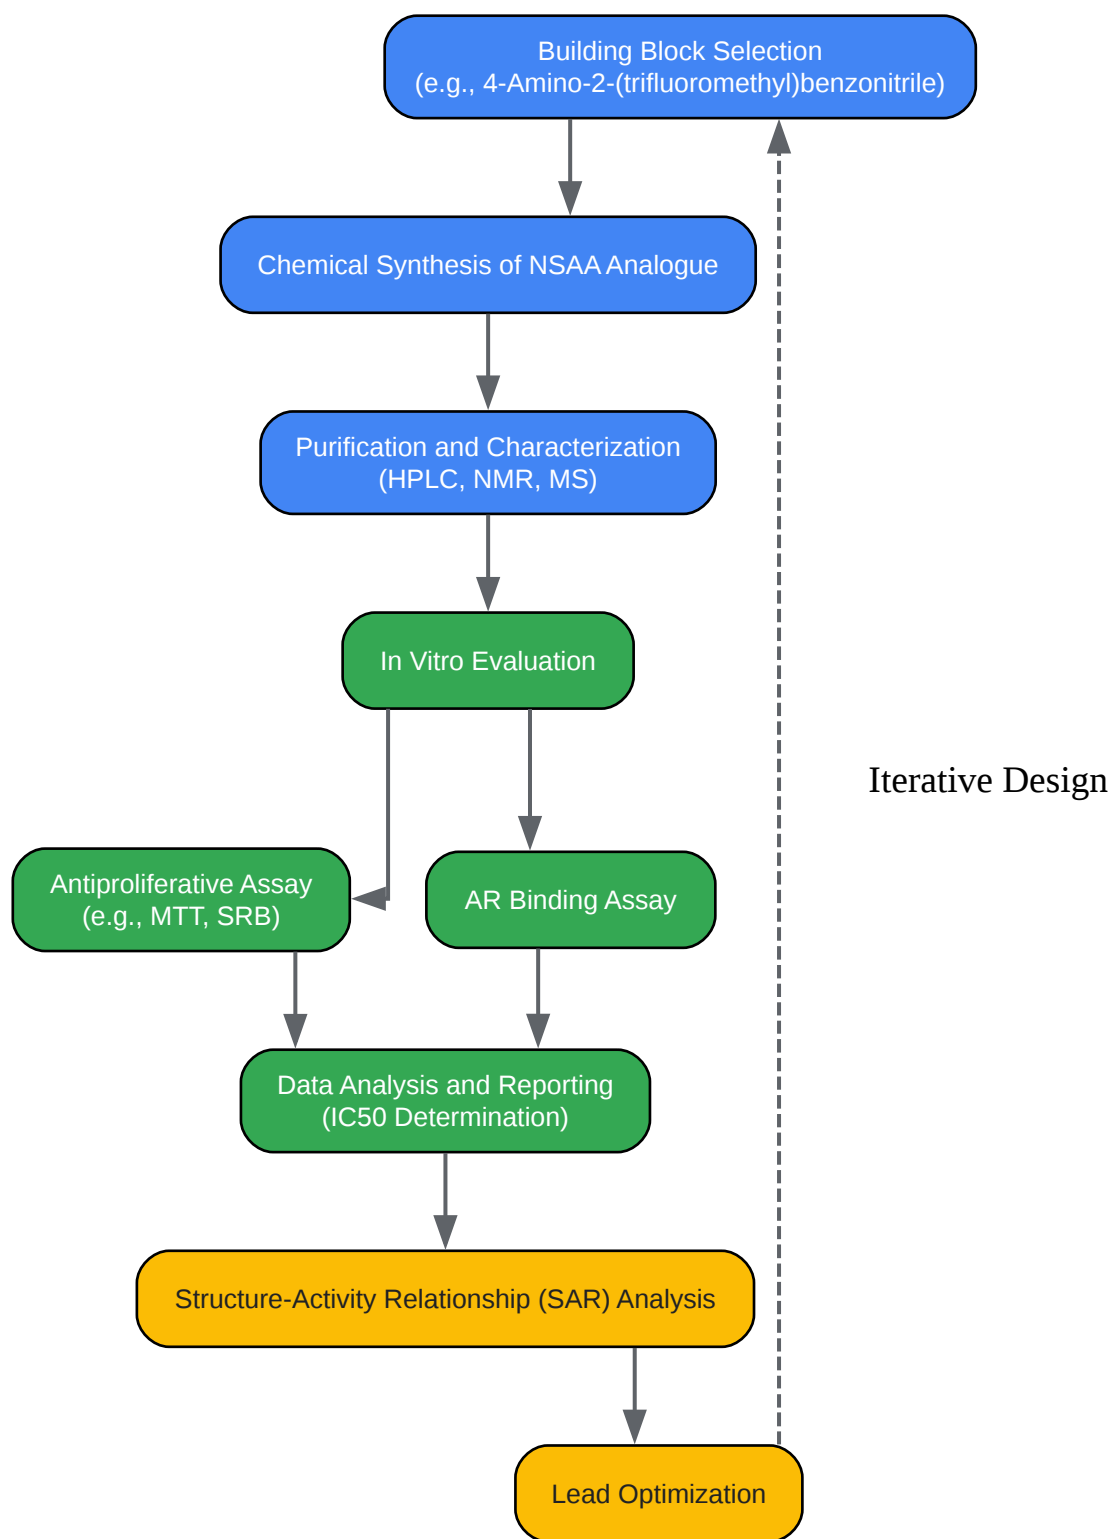 Building Block Selection
(e.g., 4-Amino-2-(trifluoromethyl)benzonitrile)
Chemical Synthesis of NSAA Analogue
Purification and Characterization
(HPLC, NMR, MS)
In Vitro Evaluation
Iterative Design
Antiproliferative Assay
(e.g., MTT, SRB)
AR Binding Assay
Data Analysis and Reporting
(IC50 Determination)
Structure-Activity Relationship (SAR) Analysis
Lead Optimization